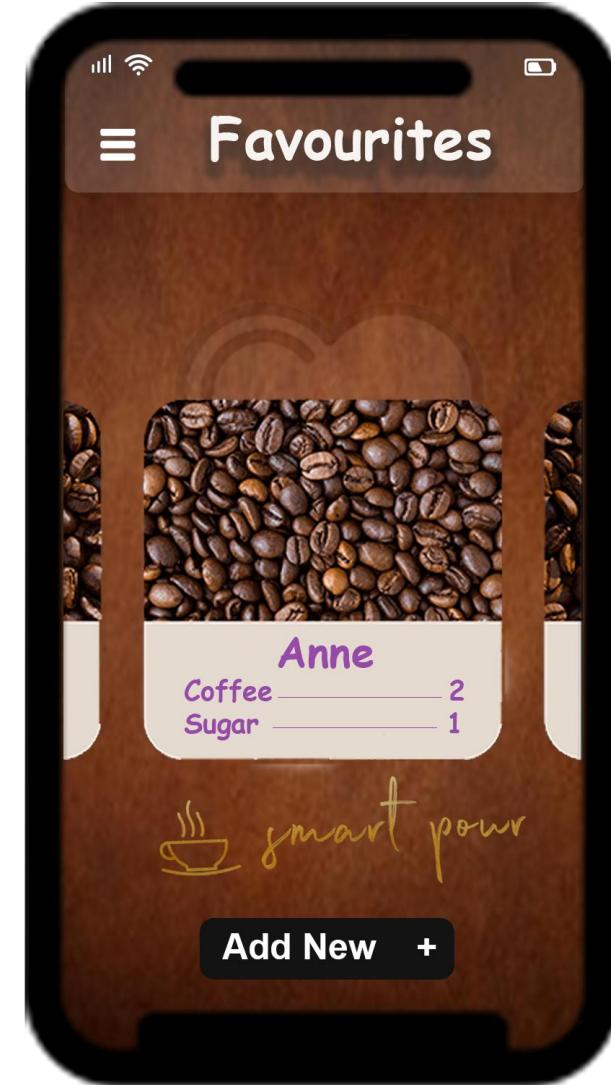 Favourites
Anne
Coffee 2
Sugar 1
smart pour
Add New +